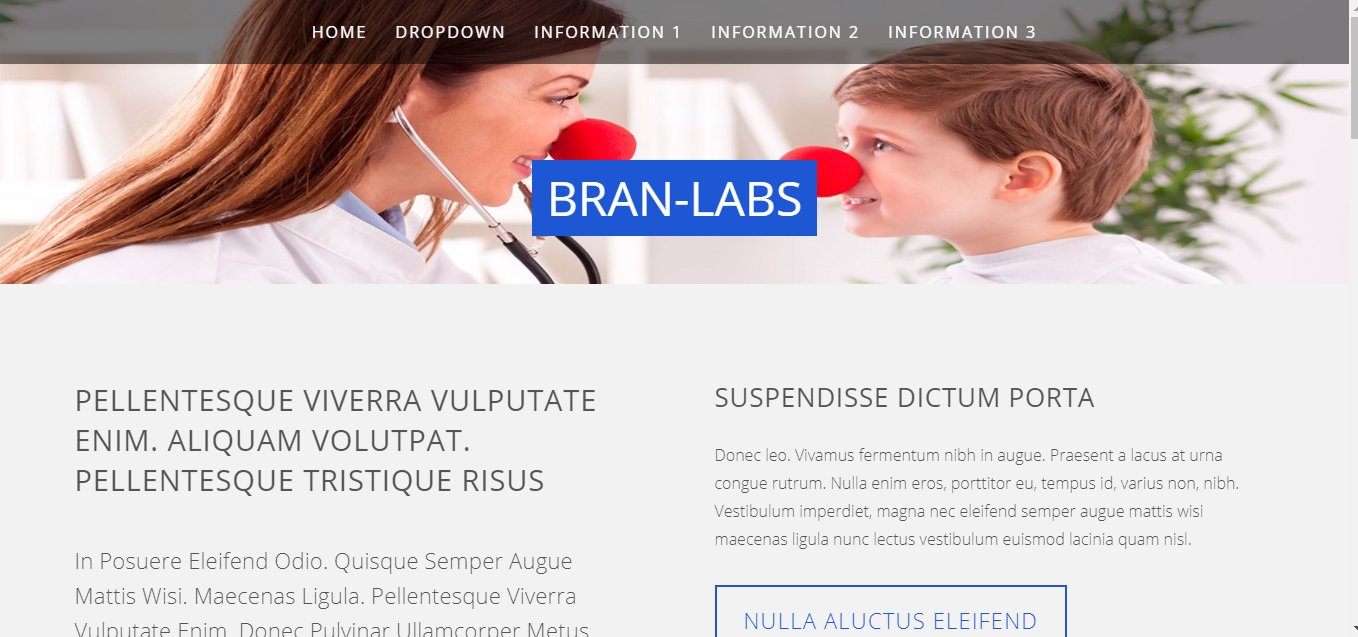 HOME DROPDOWN INFORMATION 1 INFORMATION 2 INFORMATION 3
BRAN-LABS
PELLENTESQUE VIVERRA VULPUTATE
ENIM. ALIQUAM VOLUTPAT.
PELLENTESQUE TRISTIQUE RISUS
In Posuere Eleifend Odio. Quisque Semper Augue
Mattis Wisi. Maecenas Ligula. Pellentesque Viverra
Vulputate Enim. Donec Pulvinar Ullamcorper Metus
SUSPENDISSE DICTUM PORTA
Donec leo. Vivamus fermentum nibh in augue. Praesent a lacus at urna
congue rutrum. Nulla enim eros, porttitor eu, tempus id, varius non, nibh.
Vestibulum imperdiet, magna nec eleifend semper augue mattis wisi
maecenas ligula nunc lectus vestibulum euismod lacinia quam nisl.
NULLA ALUCTUS ELEIFEND